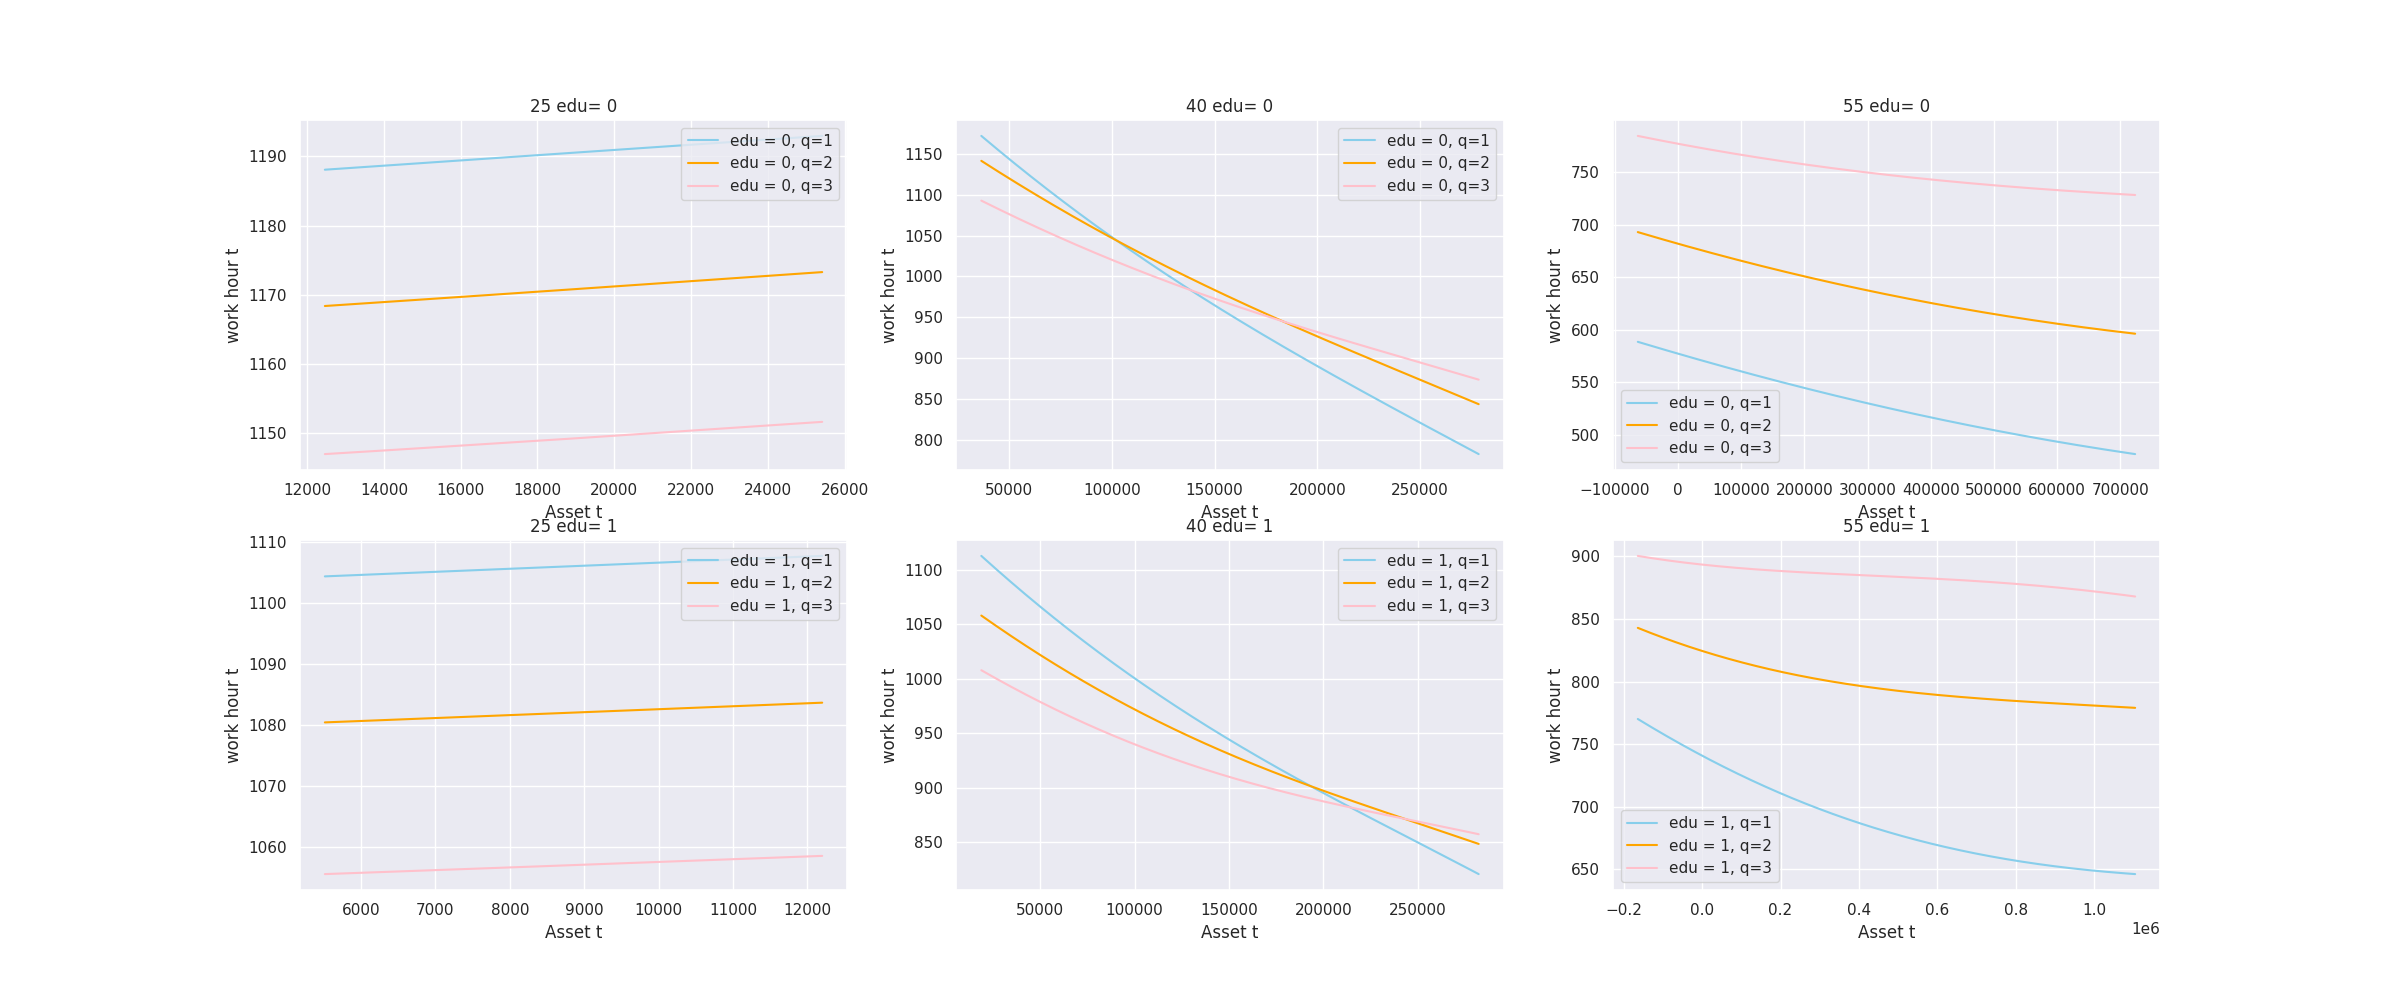 25 edu= 0
work hour t
1190
1180
1170
1160
1150
edu = 0, q=1
edu = 0, q=2
edu = 0, q=3
12000 14000 16000 18000 20000 22000 24000 26000
Asset t
40 edu= 0
work hour t
1150
1100
1050
1000
950
900
850
800
edu = 0, q=1
edu = 0, q=2
edu = 0, q=3
50000 100000 150000 200000 250000
Asset t
55 edu= 0
work hour t
750
700
650
600
550
500
edu = 0, q=1
edu = 0, q=2
edu = 0, q=3
−100000 0 100000 200000 300000 400000 500000 600000 700000
Asset t
25 edu= 1
work hour t
1110
1100
1090
1080
1070
1060
edu = 1, q=1
edu = 1, q=2
edu = 1, q=3
6000 7000 8000 9000 10000 11000 12000
Asset t
40 edu= 1
work hour t
1100
1050
1000
950
900
850
edu = 1, q=1
edu = 1, q=2
edu = 1, q=3
50000 100000 150000 200000 250000
Asset t
55 edu= 1
work hour t
900
850
800
750
700
650
edu = 1, q=1
edu = 1, q=2
edu = 1, q=3
−0.2 0.0 0.2 0.4 0.6 0.8 1.0
1e6
Asset t